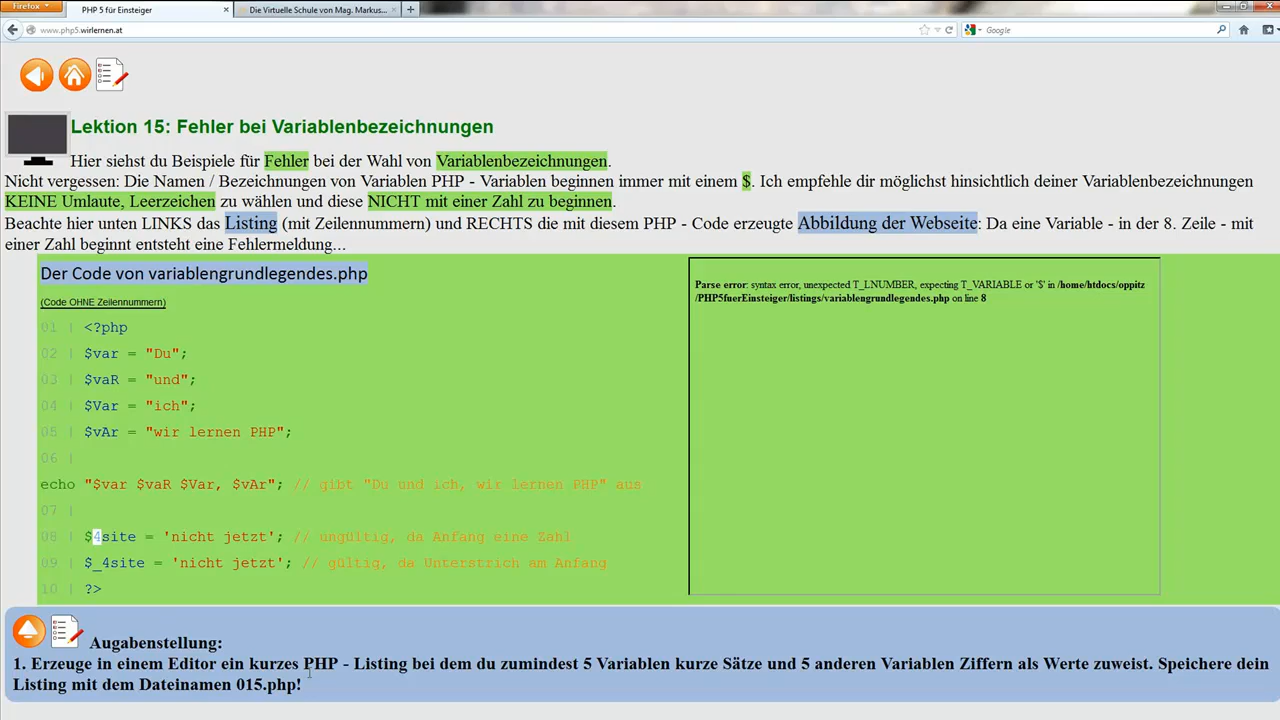 Firefox
PHP 5 für Einsteiger
Die Virtuelle Schule von Mag. Markus...
www.php5.wirlernen.at
Google
Lektion 15: Fehler bei Variablenbezeichnungen
Hier siehst du Beispiele für Fehler bei der Wahl von Variablenbezeichnungen.
Nicht vergessen: Die Namen / Bezeichnungen von Variablen PHP - Variablen beginnen immer mit einem $. Ich empfehle dir möglichst hinsichtlich deiner Variablenbezeichnungen
KEINE Umlaute, Leerzeichen zu wählen und diese NICHT mit einer Zahl zu beginnen.
Beachte hier unten LINKS das Listing (mit Zeilennummern) und RECHTS die mit diesem PHP - Code erzeugte Abbildung der Webseite: Da eine Variable - in der 8. Zeile - mit
einer Zahl beginnt entsteht eine Fehlermeldung...
Der Code von variablengrundlegendes.php
(Code OHNE Zeilennummern)
01 | <?php
02 | $var = "Du";
03 | $vaR = "und";
04 | $Var = "ich";
05 | $vAr = "wir lernen PHP";
06 |
echo "$var $vaR $Var, $vAr"; // gibt "Du und ich, wir lernen PHP" aus
07 |
08 | $4site = 'nicht jetzt'; // ungültig, da Anfang eine Zahl
09 | $_4site = 'nicht jetzt'; // gültig, da Unterstrich am Anfang
10 | ?>
Parse error: syntax error, unexpected T_LNUMBER, expecting T_VARIABLE or '$' in /home/htdocs/oppitz
/PHP5fuerEinsteiger/listings/variablengrundlegendes.php on line 8
Augabenstellung:
1. Erzeuge in einem Editor ein kurzes PHP - Listing bei dem du zumindest 5 Variablen kurze Sätze und 5 anderen Variablen Ziffern als Werte zuweist. Speichere dein
Listing mit dem Dateinamen 015.php!